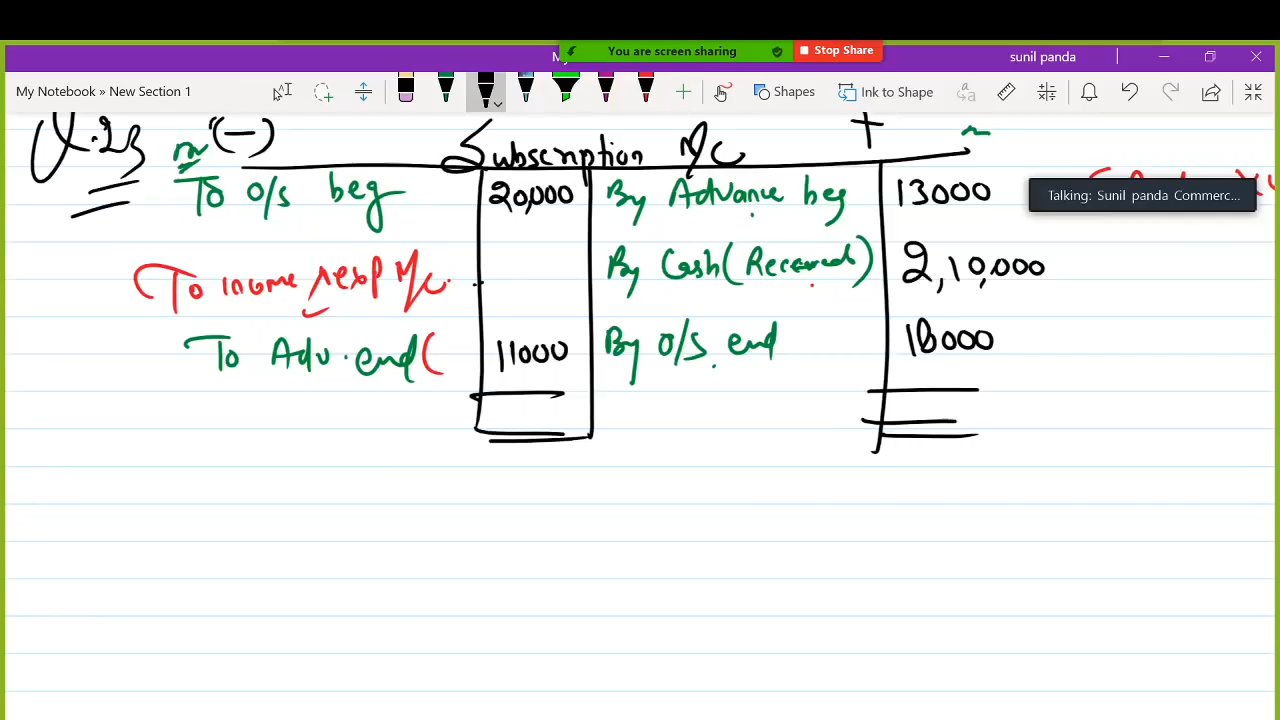 You are screen sharing
Stop Share
My
sunil panda
My Notebook » New Section 1
Shapes
Ink to Shape
Q.23
(-) Subscription A/C +
To O/s beg 20,000 By Advance beg 13000
Talking: Sunil panda Commerc...
By Cash (Received) 2,10,000
To income & exp A/C.
To Adv. end ( 11000 By O/S. end 18000